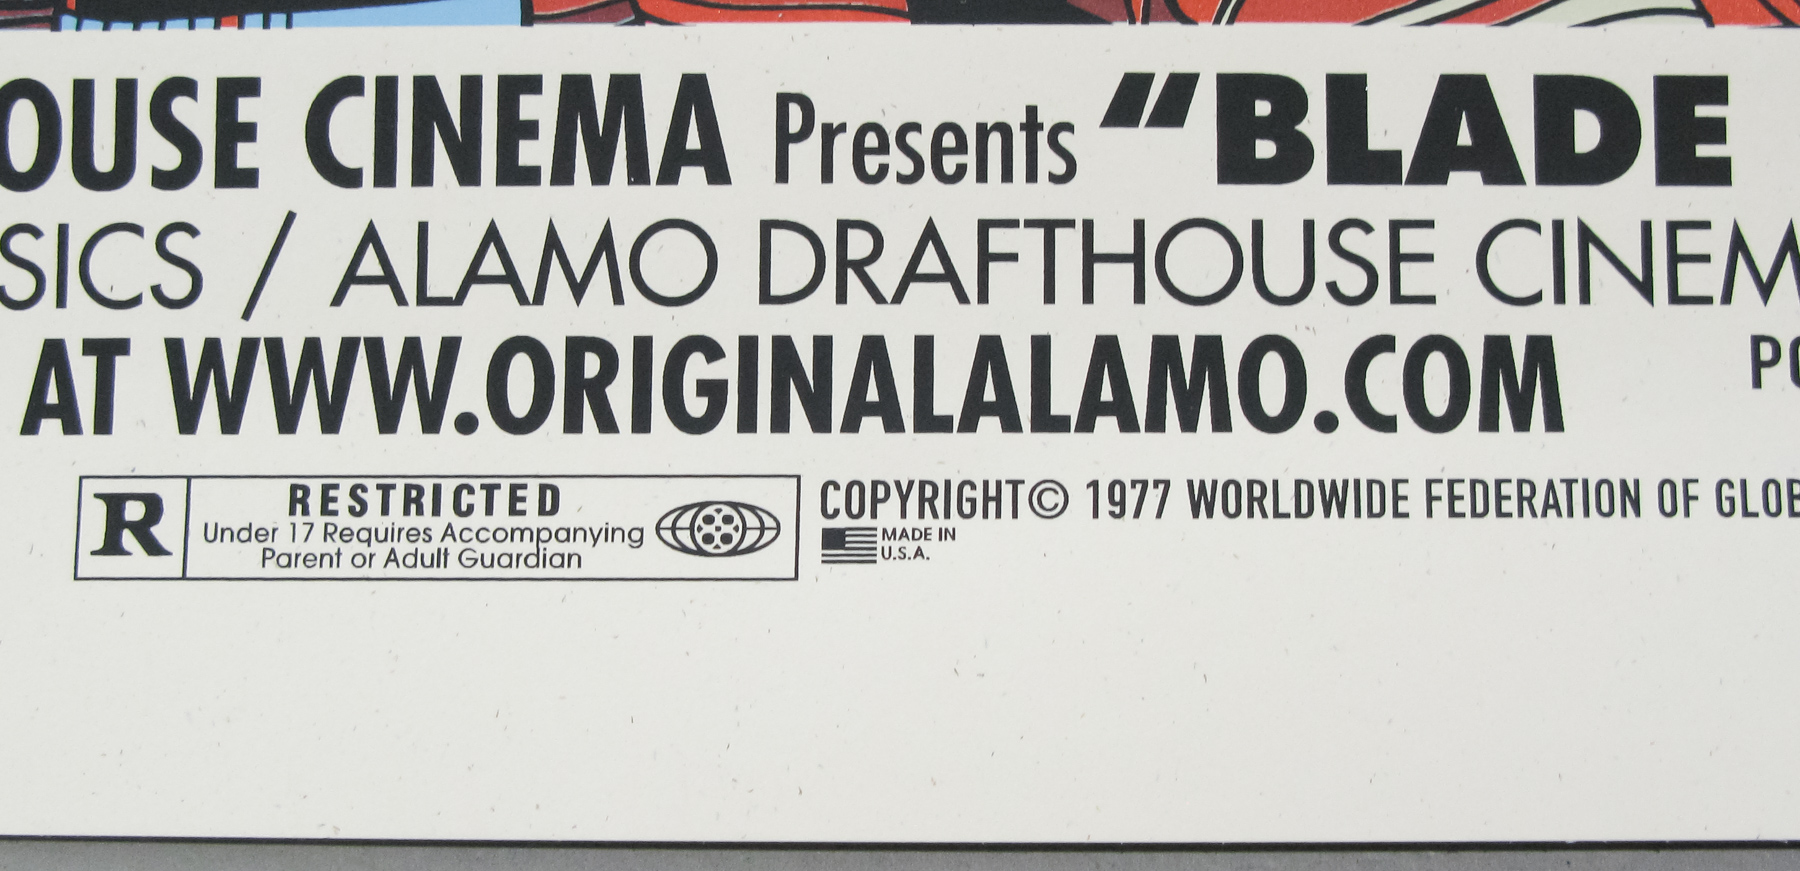 OUSE CINEMA Presents “BLADE
SICS / ALAMO DRAFTHOUSE CINEM
AT WWW.ORIGINALALAMO.COM PO
R RESTRICTED
Under 17 Requires Accompanying
Parent or Adult Guardian
COPYRIGHT© 1977 WORLDWIDE FEDERATION OF GLOB
MADE IN
U.S.A.